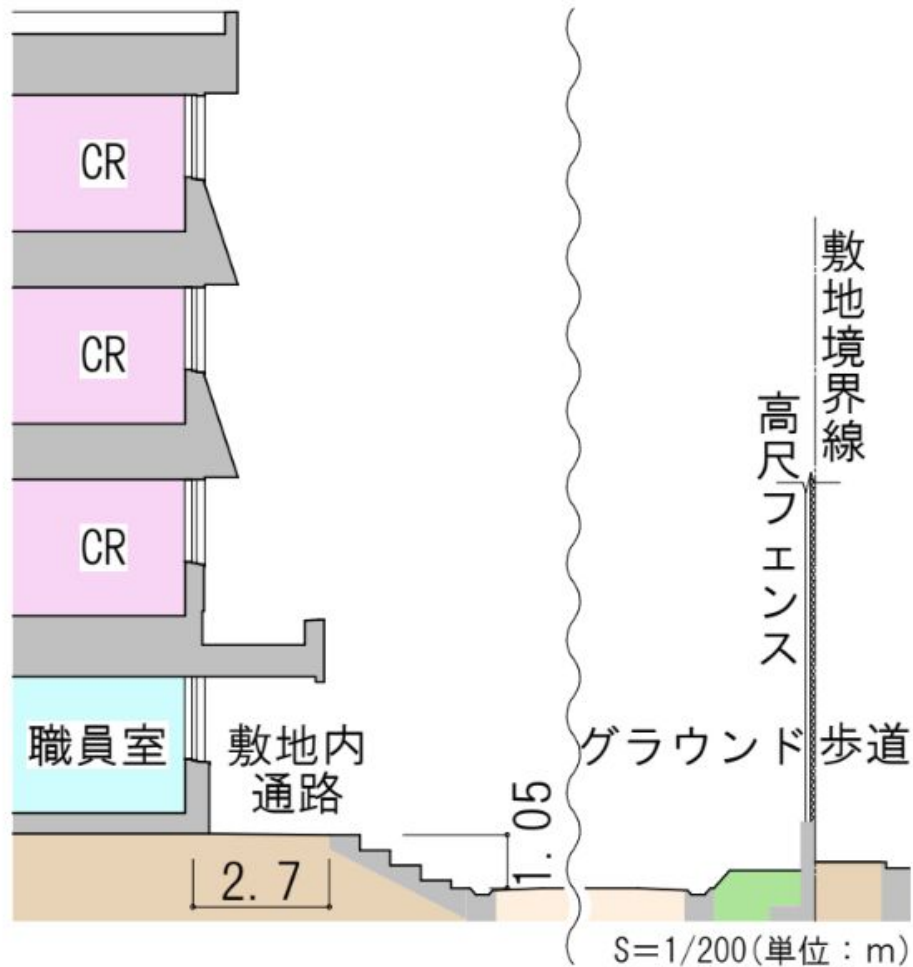 CR
CR
CR
職員室
敷地内
通路
2.7
1.05
グラウンド
高尺フェンス
敷地境界線
歩道
S=1/200(単位:m)